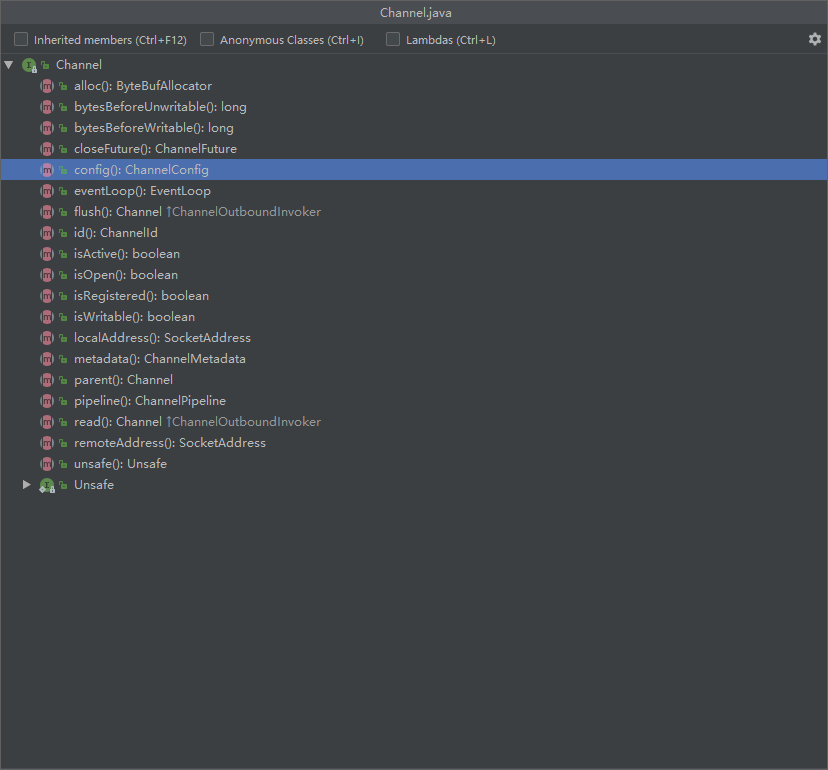 Channel.java
Inherited members (Ctrl+F12) Anonymous Classes (Ctrl+I) Lambdas (Ctrl+L)
Channel
alloc(): ByteBufAllocator
bytesBeforeUnwritable(): long
bytesBeforeWritable(): long
closeFuture(): ChannelFuture
config(): ChannelConfig
eventLoop(): EventLoop
flush(): Channel ↑ChannelOutboundInvoker
id(): ChannelId
isActive(): boolean
isOpen(): boolean
isRegistered(): boolean
isWritable(): boolean
localAddress(): SocketAddress
metadata(): ChannelMetadata
parent(): Channel
pipeline(): ChannelPipeline
read(): Channel ↑ChannelOutboundInvoker
remoteAddress(): SocketAddress
unsafe(): Unsafe
Unsafe